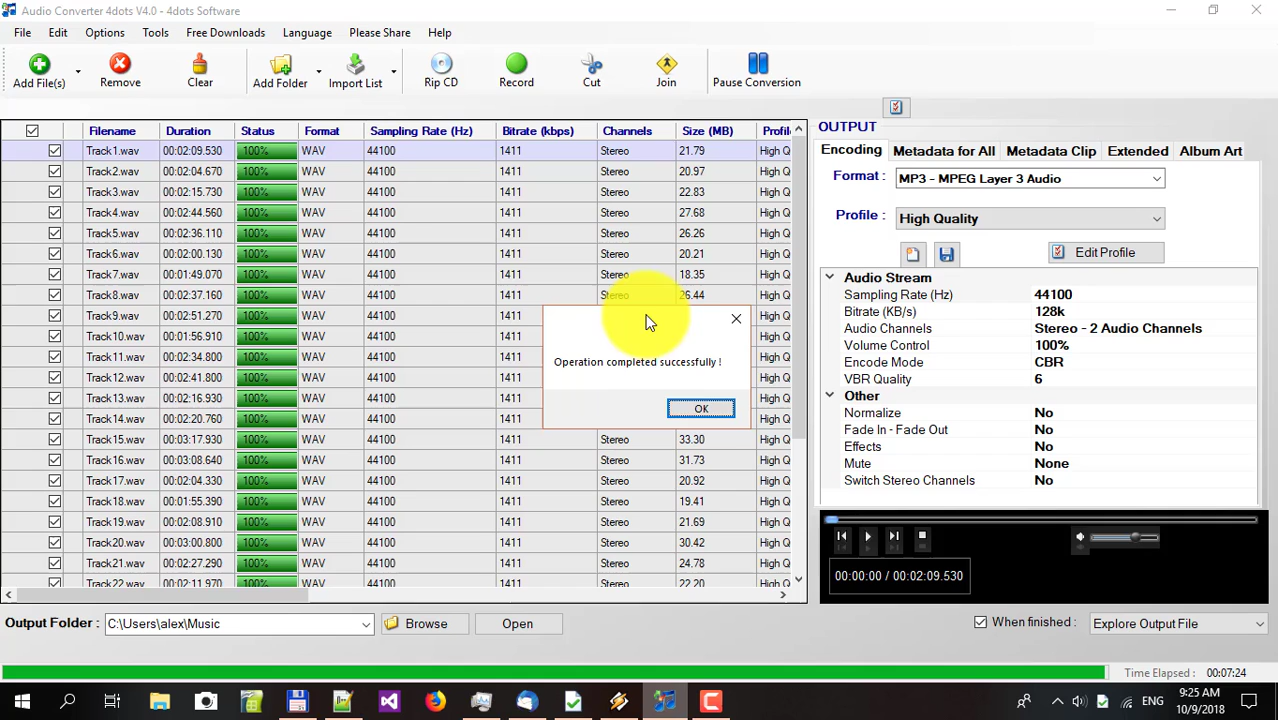 Audio Converter 4dots V4.0 - 4dots Software
File Edit Options Tools Free Downloads Language Please Share Help
Add File(s) Remove Clear Add Folder Import List Rip CD Record Cut Join Pause Conversion
Filename Duration Status Format Sampling Rate (Hz) Bitrate (kbps) Channels Size (MB) Profil
Track1.wav 00:02:09.530 100% WAV 44100 1411 Stereo 21.79 High Q
Track2.wav 00:02:04.670 100% WAV 44100 1411 Stereo 20.97 High Q
Track3.wav 00:02:15.730 100% WAV 44100 1411 Stereo 22.83 High Q
Track4.wav 00:02:44.560 100% WAV 44100 1411 Stereo 27.68 High Q
Track5.wav 00:02:36.110 100% WAV 44100 1411 Stereo 26.26 High Q
Track6.wav 00:02:00.130 100% WAV 44100 1411 Stereo 20.21 High Q
Track7.wav 00:01:49.070 100% WAV 44100 1411 Stereo 18.35 High Q
Track8.wav 00:02:37.160 100% WAV 44100 1411 Stereo 26.44 High Q
Track9.wav 00:02:51.270 100% WAV 44100 1411 High Q
Track10.wav 00:01:56.910 100% WAV 44100 1411 High Q
Track11.wav 00:02:34.800 100% WAV 44100 1411 High Q
Track12.wav 00:02:41.800 100% WAV 44100 1411 High Q
Track13.wav 00:02:16.930 100% WAV 44100 1411 High Q
Track14.wav 00:02:20.760 100% WAV 44100 1411 High Q
Track15.wav 00:03:17.930 100% WAV 44100 1411 Stereo 33.30 High Q
Track16.wav 00:03:08.640 100% WAV 44100 1411 Stereo 31.73 High Q
Track17.wav 00:02:04.330 100% WAV 44100 1411 Stereo 20.92 High Q
Track18.wav 00:01:55.390 100% WAV 44100 1411 Stereo 19.41 High Q
Track19.wav 00:02:08.910 100% WAV 44100 1411 Stereo 21.69 High Q
Track20.wav 00:03:00.800 100% WAV 44100 1411 Stereo 30.42 High Q
Track21.wav 00:02:27.290 100% WAV 44100 1411 Stereo 24.78 High Q
Track22.wav 00:02:11.970 100% WAV 44100 1411 Stereo 22.20 High Q
Operation completed successfully !
OK
OUTPUT
Encoding Metadata for All Metadata Clip Extended Album Art
Format : MP3 - MPEG Layer 3 Audio
Profile : High Quality
Edit Profile
Audio Stream
Sampling Rate (Hz) 44100
Bitrate (KB/s) 128k
Audio Channels Stereo - 2 Audio Channels
Volume Control 100%
Encode Mode CBR
VBR Quality 6
Other
Normalize No
Fade In - Fade Out No
Effects No
Mute None
Switch Stereo Channels No
00:00:00 / 00:02:09.530
Output Folder : C:\Users\alex\Music Browse Open When finished : Explore Output File
Time Elapsed : 00:07:24
ENG
9:25 AM
10/9/2018